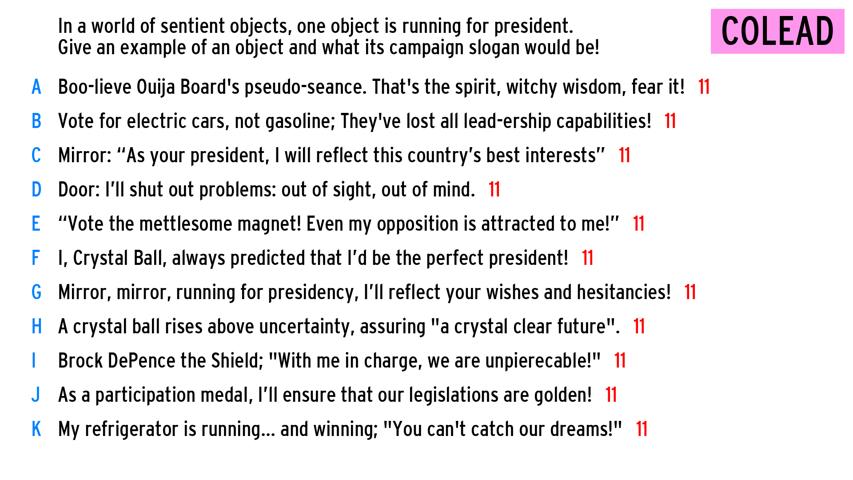 In a world of sentient objects, one object is running for president.
Give an example of an object and what its campaign slogan would be!
COLEAD
A Boo-lieve Ouija Board's pseudo-seance. That's the spirit, witchy wisdom, fear it! 11
B Vote for electric cars, not gasoline; They've lost all lead-ership capabilities! 11
C Mirror: “As your president, I will reflect this country’s best interests” 11
D Door: I’ll shut out problems: out of sight, out of mind. 11
E “Vote the mettlesome magnet! Even my opposition is attracted to me!” 11
F I, Crystal Ball, always predicted that I’d be the perfect president! 11
G Mirror, mirror, running for presidency, I’ll reflect your wishes and hesitancies! 11
H A crystal ball rises above uncertainty, assuring "a crystal clear future". 11
I Brock DePence the Shield; "With me in charge, we are unpierecable!" 11
J As a participation medal, I’ll ensure that our legislations are golden! 11
K My refrigerator is running... and winning; "You can't catch our dreams!" 11